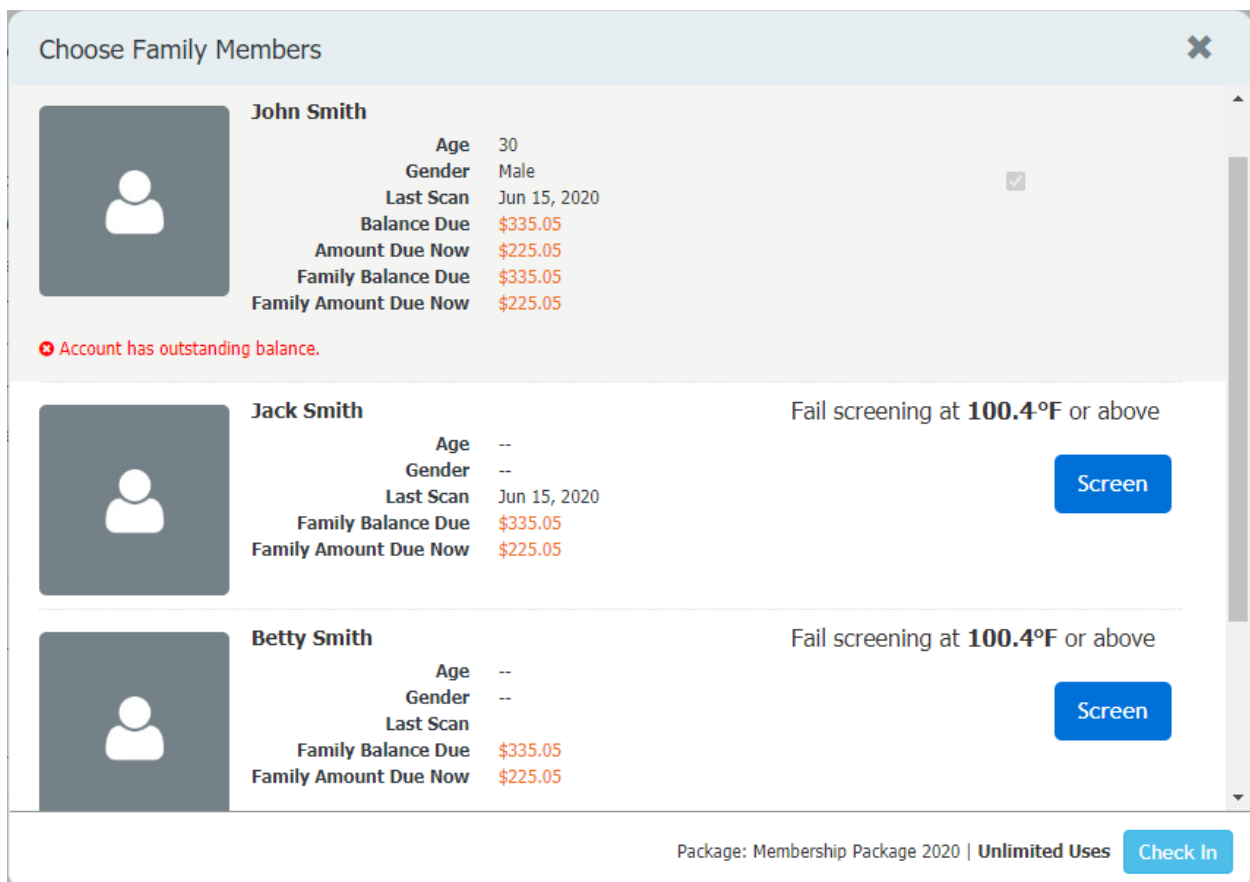 Choose Family Members
John Smith
Age 30
Gender Male
Last Scan Jun 15, 2020
Balance Due $335.05
Amount Due Now $225.05
Family Balance Due $335.05
Family Amount Due Now $225.05
Account has outstanding balance.
Jack Smith
Fail screening at 100.4°F or above
Age --
Gender --
Screen
Last Scan Jun 15, 2020
Family Balance Due $335.05
Family Amount Due Now $225.05
Betty Smith
Fail screening at 100.4°F or above
Age --
Gender --
Screen
Last Scan
Family Balance Due $335.05
Family Amount Due Now $225.05
Package: Membership Package 2020 | Unlimited Uses
Check In